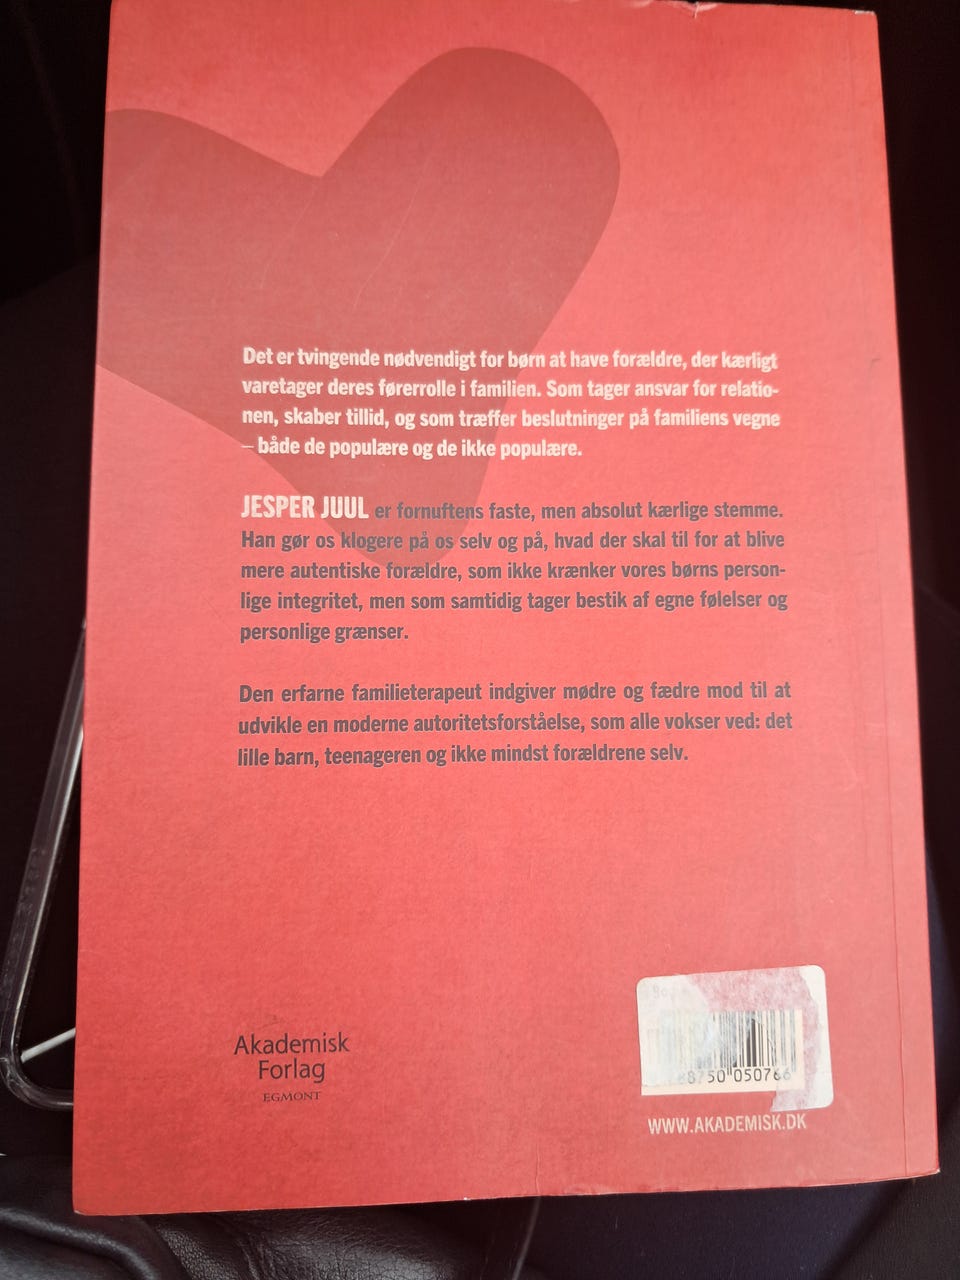 Det er tvingende nødvendigt for børn at have forældre, der kærligt
varetager deres førerrolle i familien. Som tager ansvar for relatio-
nen, skaber tillid, og som træffer beslutninger på familiens vegne
– både de populære og de ikke populære.
JESPER JUUL er fornuftens faste, men absolut kærlige stemme.
Han gør os klogere på os selv og på, hvad der skal til for at blive
mere autentiske forældre, som ikke krænker vores børns person-
lige integritet, men som samtidig tager bestik af egne følelser og
personlige grænser.
Den erfarne familieterapeut indgiver mødre og fædre mod til at
udvikle en moderne autoritetsforståelse, som alle vokser ved: det
lille barn, teenageren og ikke mindst forældrene selv.
Akademisk
Forlag
EGMONT
050766
WWW.AKADEMISK.DK